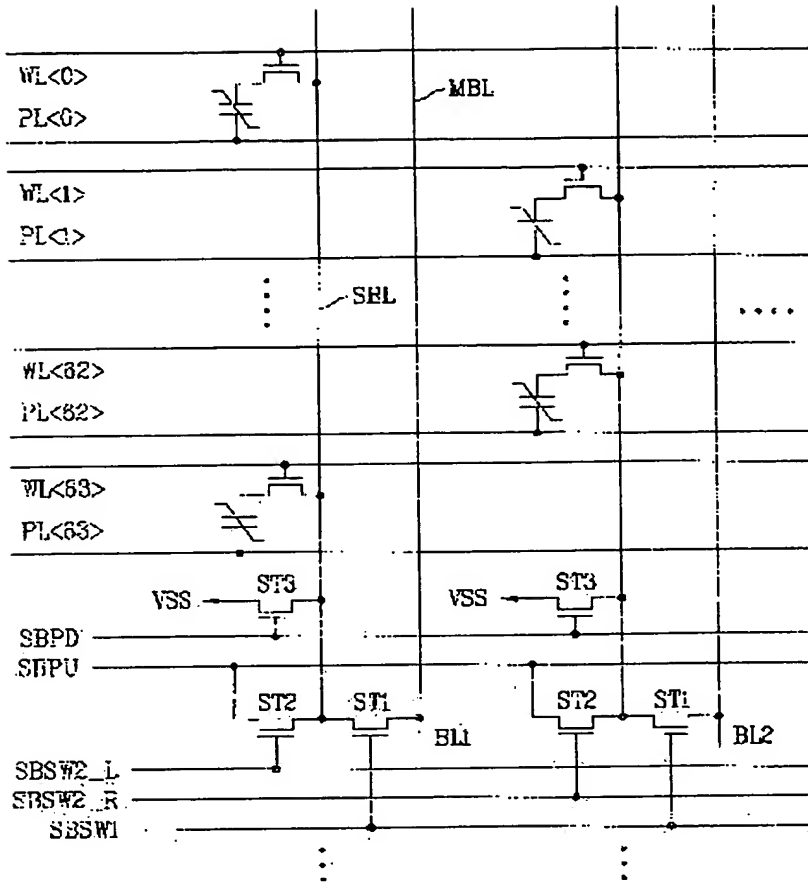 WL<0>
MBL
PL<0>
WL<1>
PL<1>
SBL
WL<62>
PL<62>
WL<63>
PL<63>
VSS ST3 VSS ST3
SBPD
SBPU
ST2 ST1 ST2 ST1
BL1 BL2
SBSW2_L
SBSW2_R
SBSW1